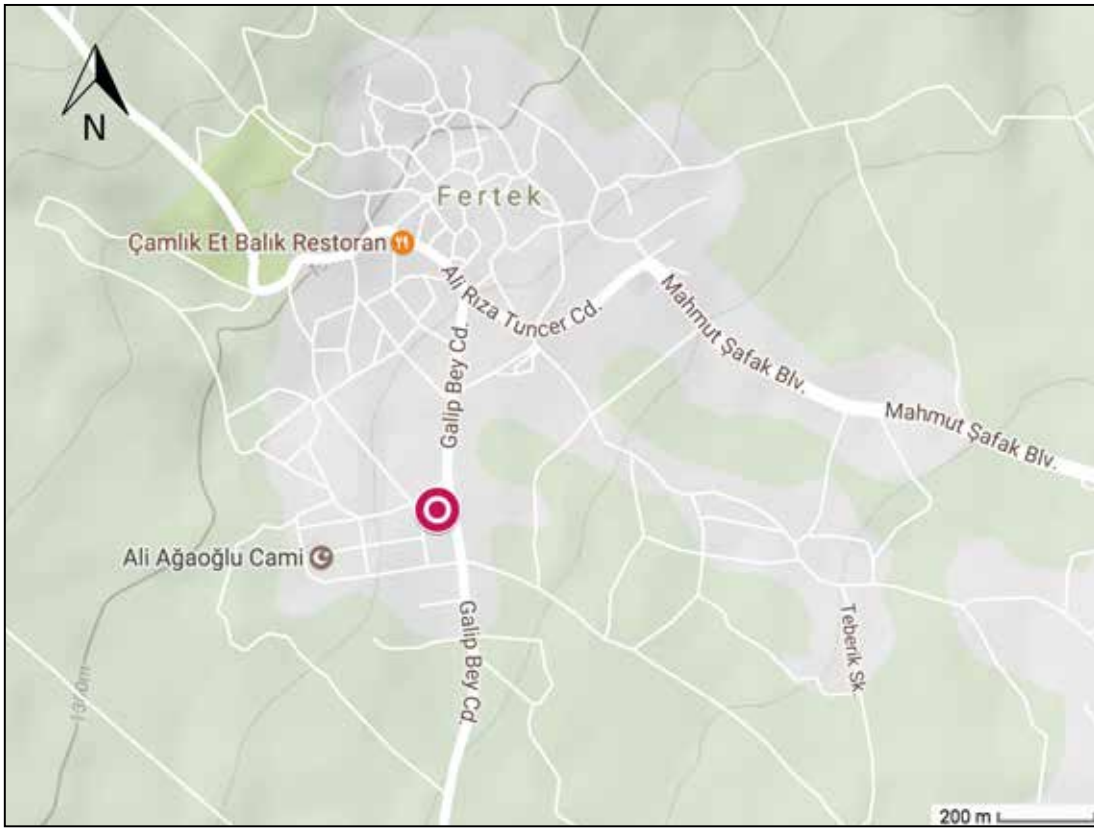 N
Fertek
Çamlık Et Balık Restoran
Ali Rıza Tuncer Cd.
Mahmut Şafak Blv.
Galip Bey Cd.
Mahmut Şafak Blv.
Ali Ağaoğlu Cami
Galip Bey Cd.
Teberik Sk.
200 m